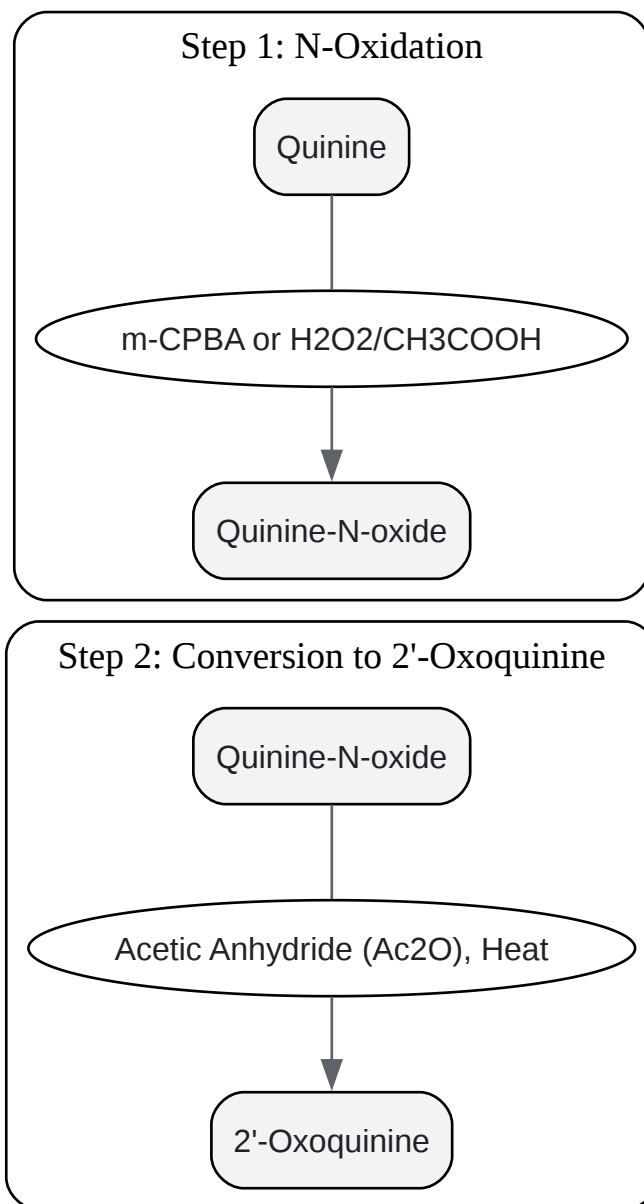 Step 1: N-Oxidation
Quinine
m-CPBA or H2O2/CH3COOH
Quinine-N-oxide
Step 2: Conversion to 2'-Oxoquinine
Quinine-N-oxide
Acetic Anhydride (Ac2O), Heat
2'-Oxoquinine